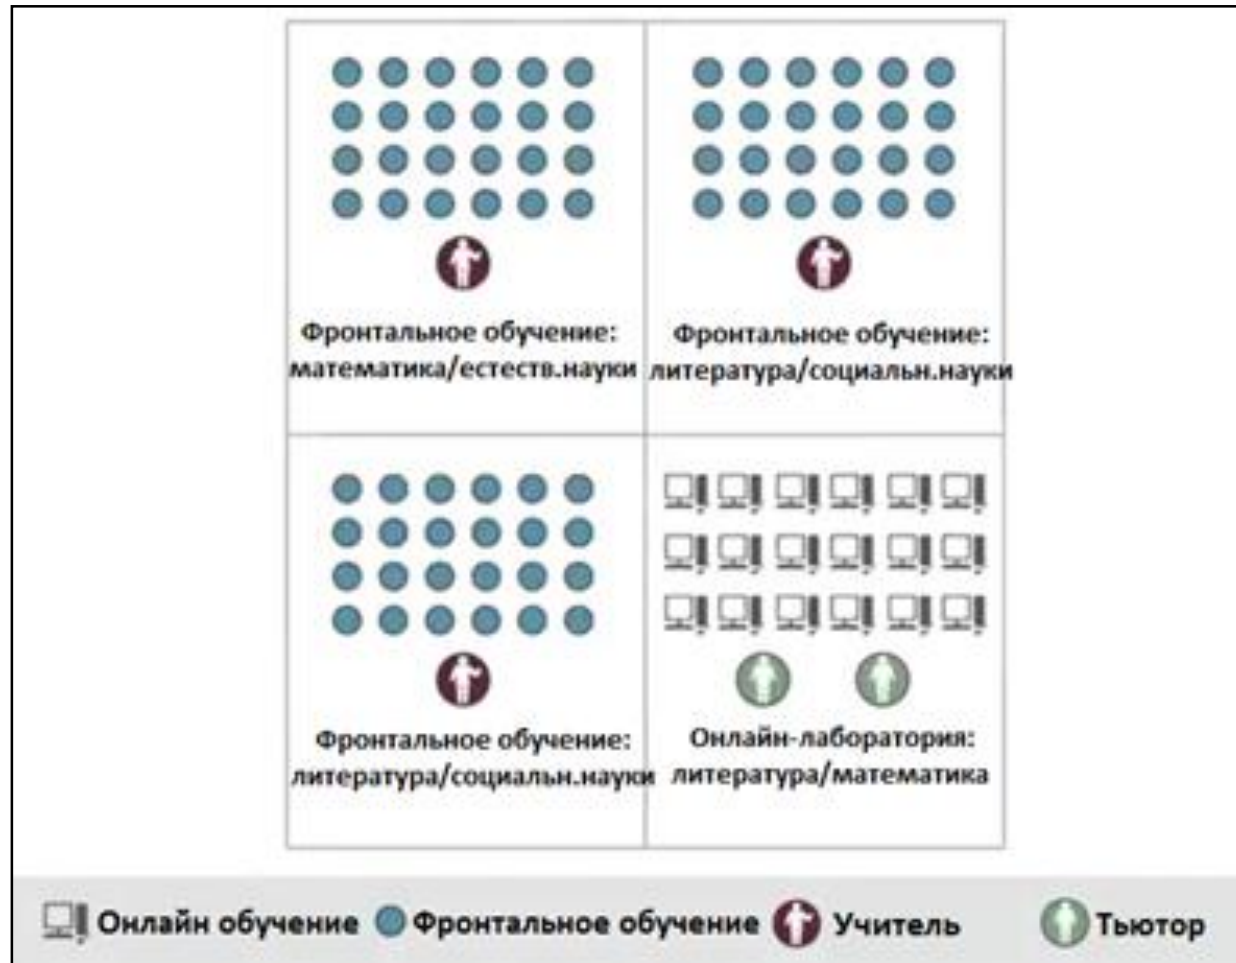 Фронтальное обучение:
математика/естеств.науки
Фронтальное обучение:
литература/социальн.науки
Фронтальное обучение:
литература/социальн.науки
Онлайн-лаборатория:
литература/математика
Онлайн обучение
Фронтальное обучение
Учитель
Тьютор